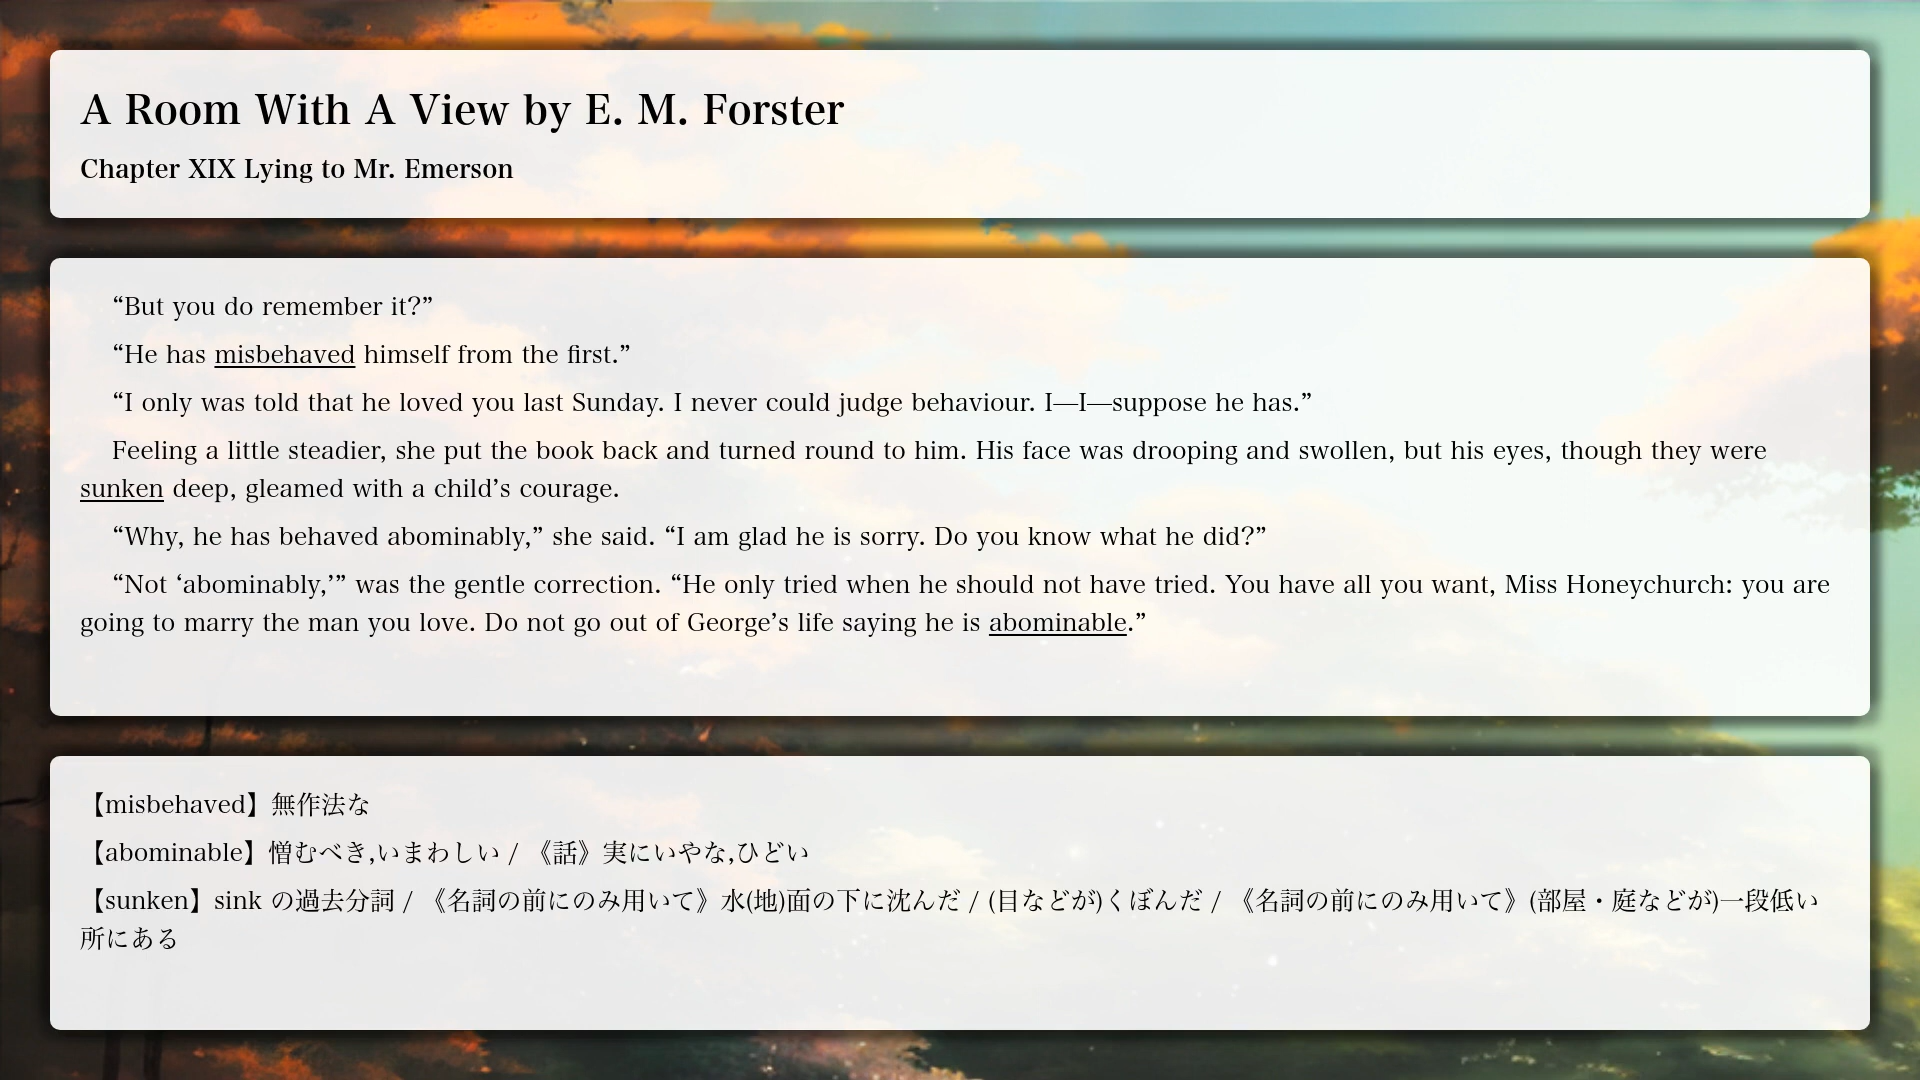 A Room With A View by E. M. Forster
Chapter XIX Lying to Mr. Emerson
“But you do remember it?”
“He has misbehaved himself from the first.”
“I only was told that he loved you last Sunday. I never could judge behaviour. I—I—suppose he has.”
Feeling a little steadier, she put the book back and turned round to him. His face was drooping and swollen, but his eyes, though they were
sunken deep, gleamed with a child’s courage.
“Why, he has behaved abominably,” she said. “I am glad he is sorry. Do you know what he did?”
“Not ‘abominably,’” was the gentle correction. “He only tried when he should not have tried. You have all you want, Miss Honeychurch: you are
going to marry the man you love. Do not go out of George’s life saying he is abominable.”
【misbehaved】無作法な
【abominable】憎むべき,いまわしい / 《話》実にいやな,ひどい
【sunken】sink の過去分詞 / 《名詞の前にのみ用いて》水(地)面の下に沈んだ / (目などが)くぼんだ / 《名詞の前にのみ用いて》(部屋・庭などが)一段低い
所にある